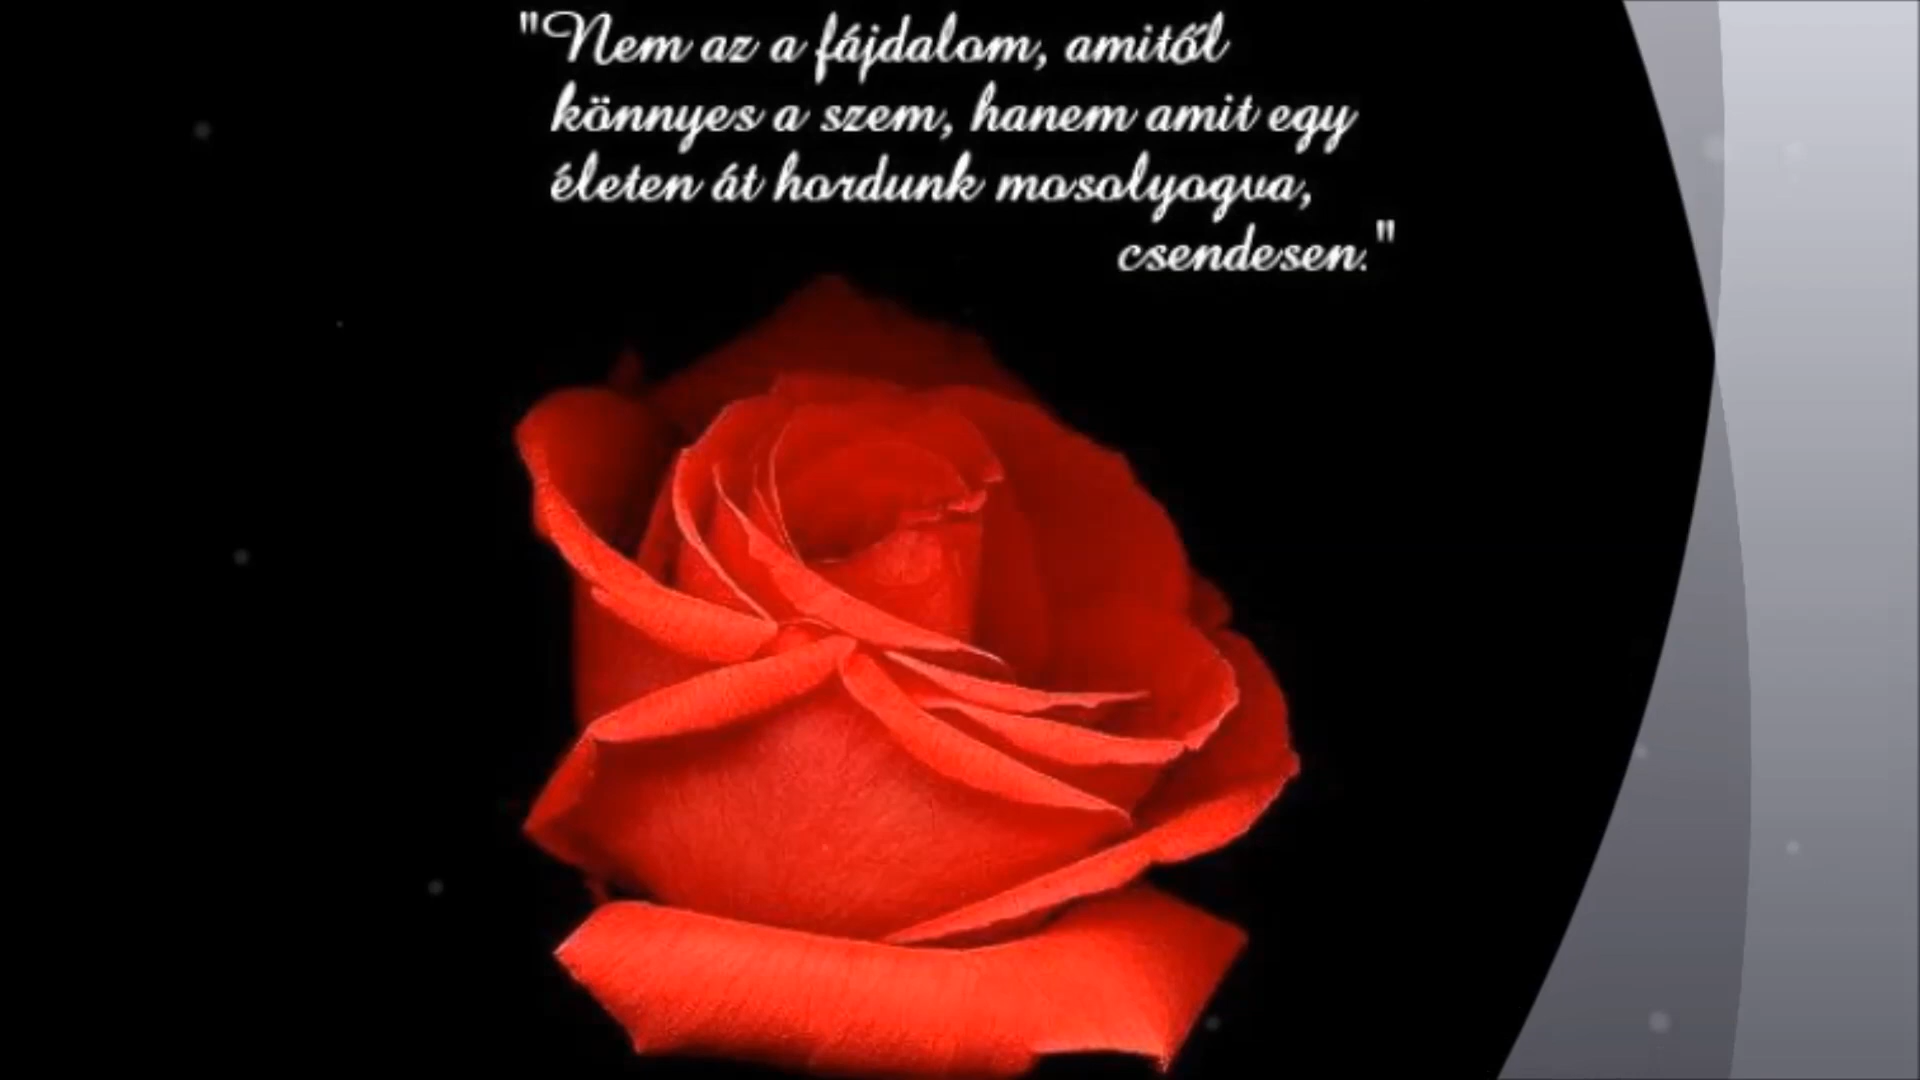 "Nem az a fájdalom, amitől
könnyes a szem, hanem amit egy
életen át hordunk mosolyogva,
csendesen."